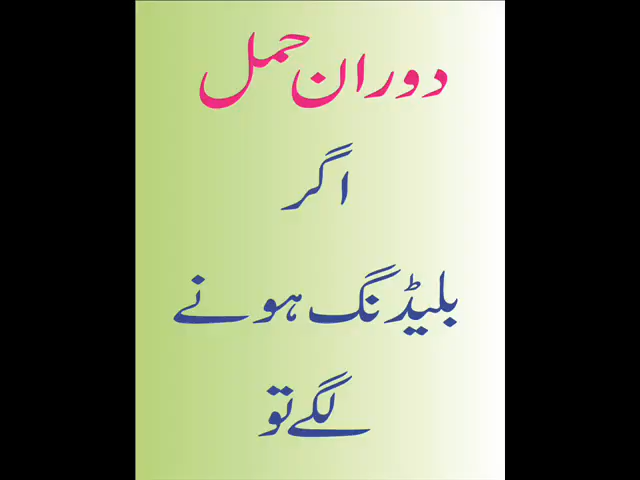 دوران حمل
اگر
بلیڈنگ ہونے
لگے تو